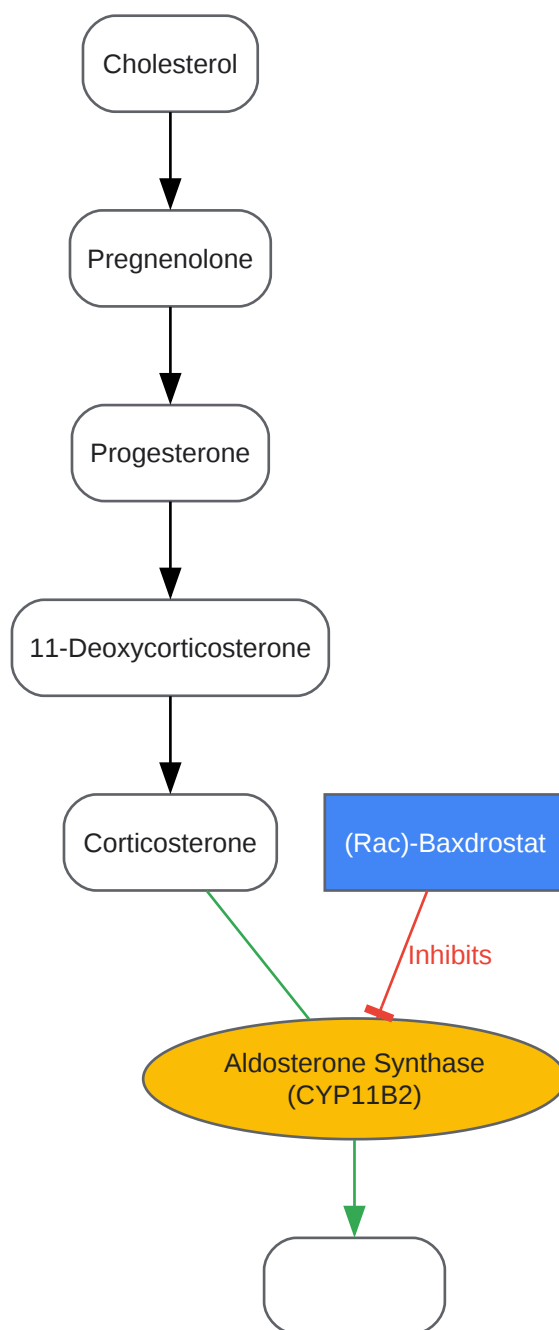 Cholesterol
Pregnenolone
Progesterone
11-Deoxycorticosterone
Corticosterone
(Rac)-Baxdrostat
Inhibits
Aldosterone Synthase
(CYP11B2)